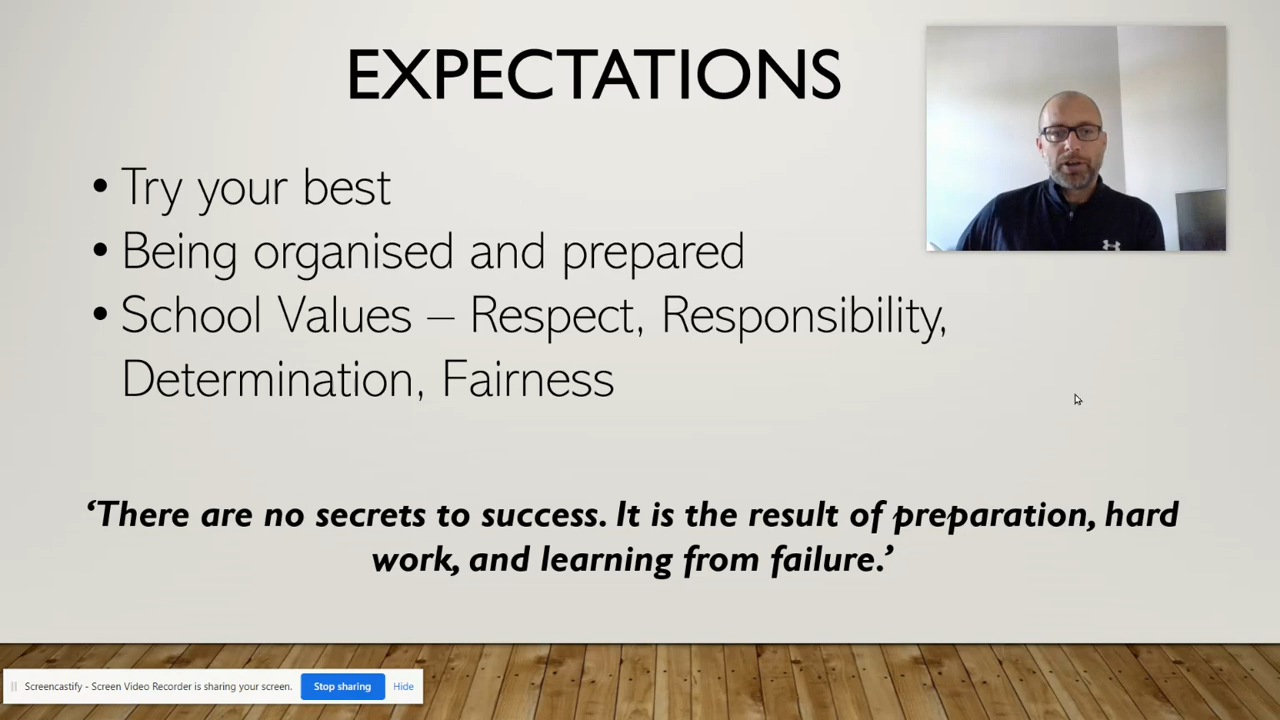 EXPECTATIONS
• Try your best
• Being organised and prepared
• School Values – Respect, Responsibility,
Determination, Fairness
‘There are no secrets to success. It is the result of preparation, hard
work, and learning from failure.’
Screencastify - Screen Video Recorder is sharing your screen. Stop sharing Hide